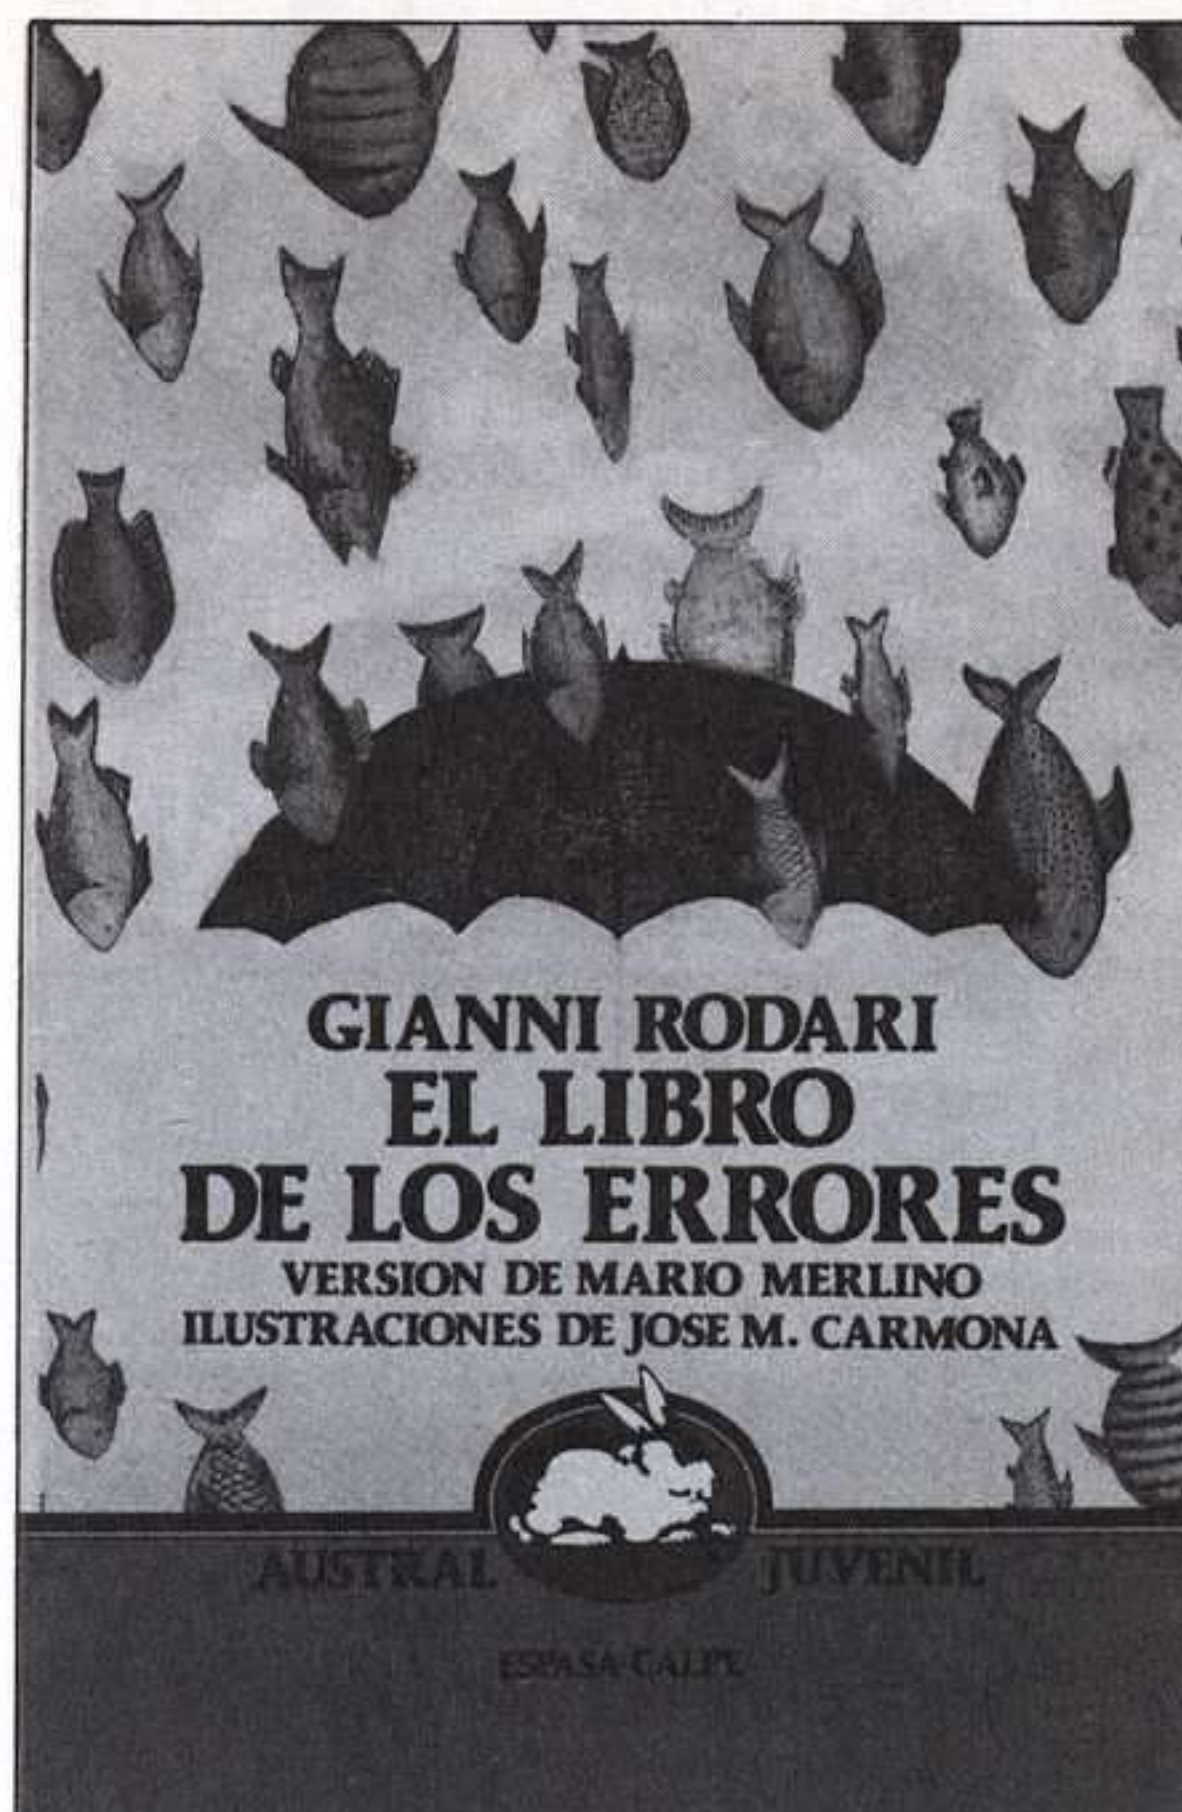 GIANNI RODARI
EL LIBRO
DE LOS ERRORES
VERSION DE MARIO MERLINO
ILUSTRACIONES DE JOSE M. CARMONA
AUSTRAL JUVENIL
ESPASA-CALPE